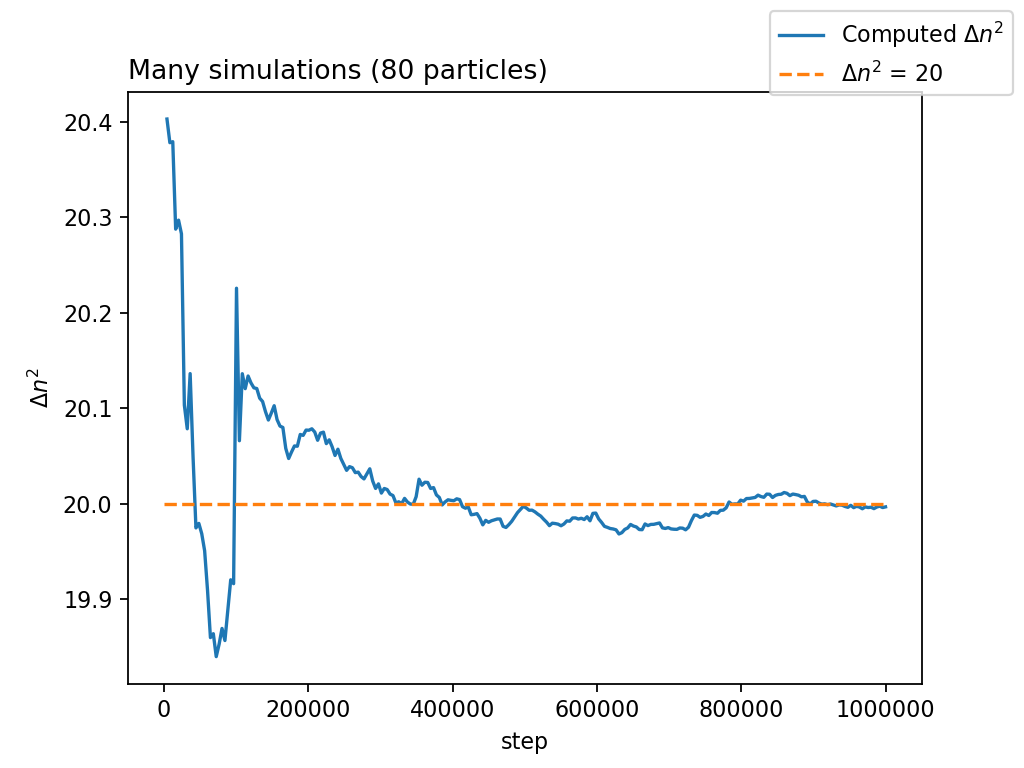 Computed Δn²
Δn² = 20
Many simulations (80 particles)
20.4
20.3
20.2
20.1
20.0
19.9
Δn²
0 200000 400000 600000 800000 1000000
step